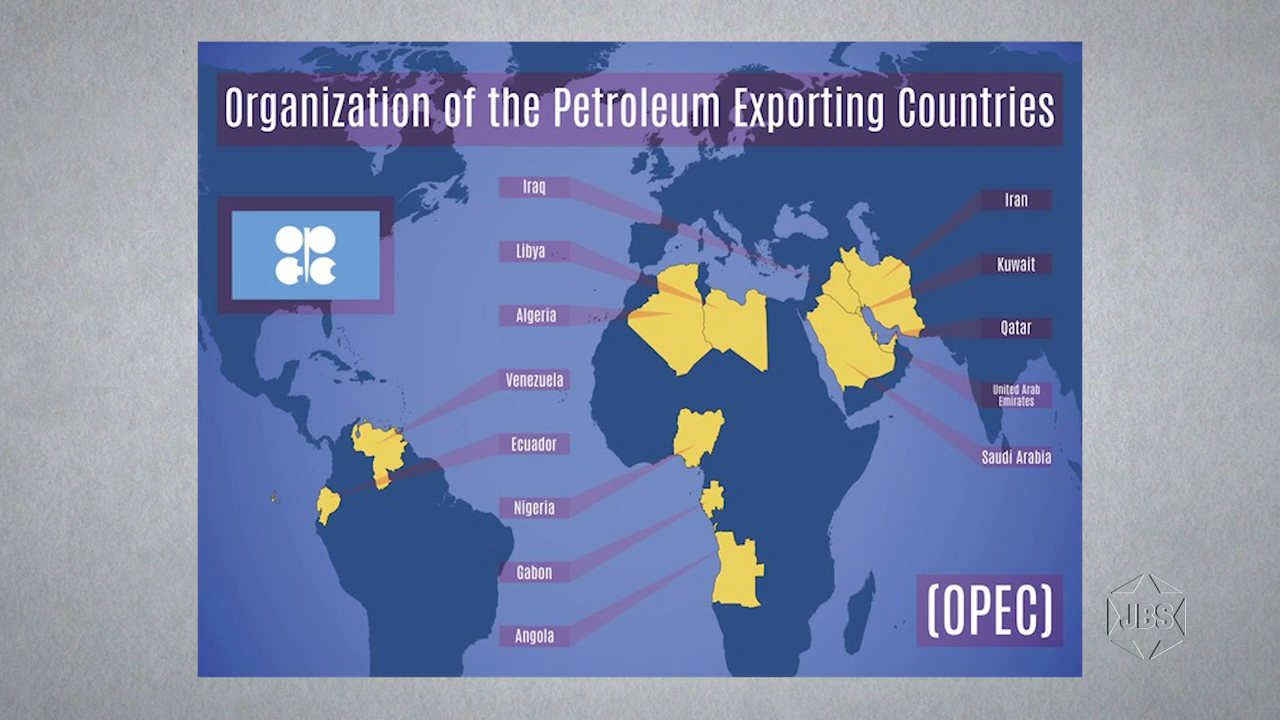 Organization of the Petroleum Exporting Countries
Iraq
Libya
Algeria
Venezuela
Ecuador
Nigeria
Gabon
Angola
Iran
Kuwait
Qatar
United Arab
Emirates
Saudi Arabia
(OPEC)
JBS